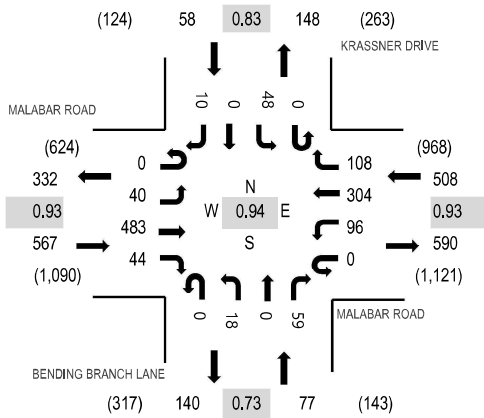 (124) 58 0.83 148 (263)
KRASSNER DRIVE
10 0 48 0
MALABAR ROAD
(624) 0 108 (968)
332 40 304 508
N
0.93 W 0.94 E 0.93
483 96
S
567 44 0 590
(1,090) (1,121)
0 18 0 59
MALABAR ROAD
BENDING BRANCH LANE
(317) 140 0.73 77 (143)